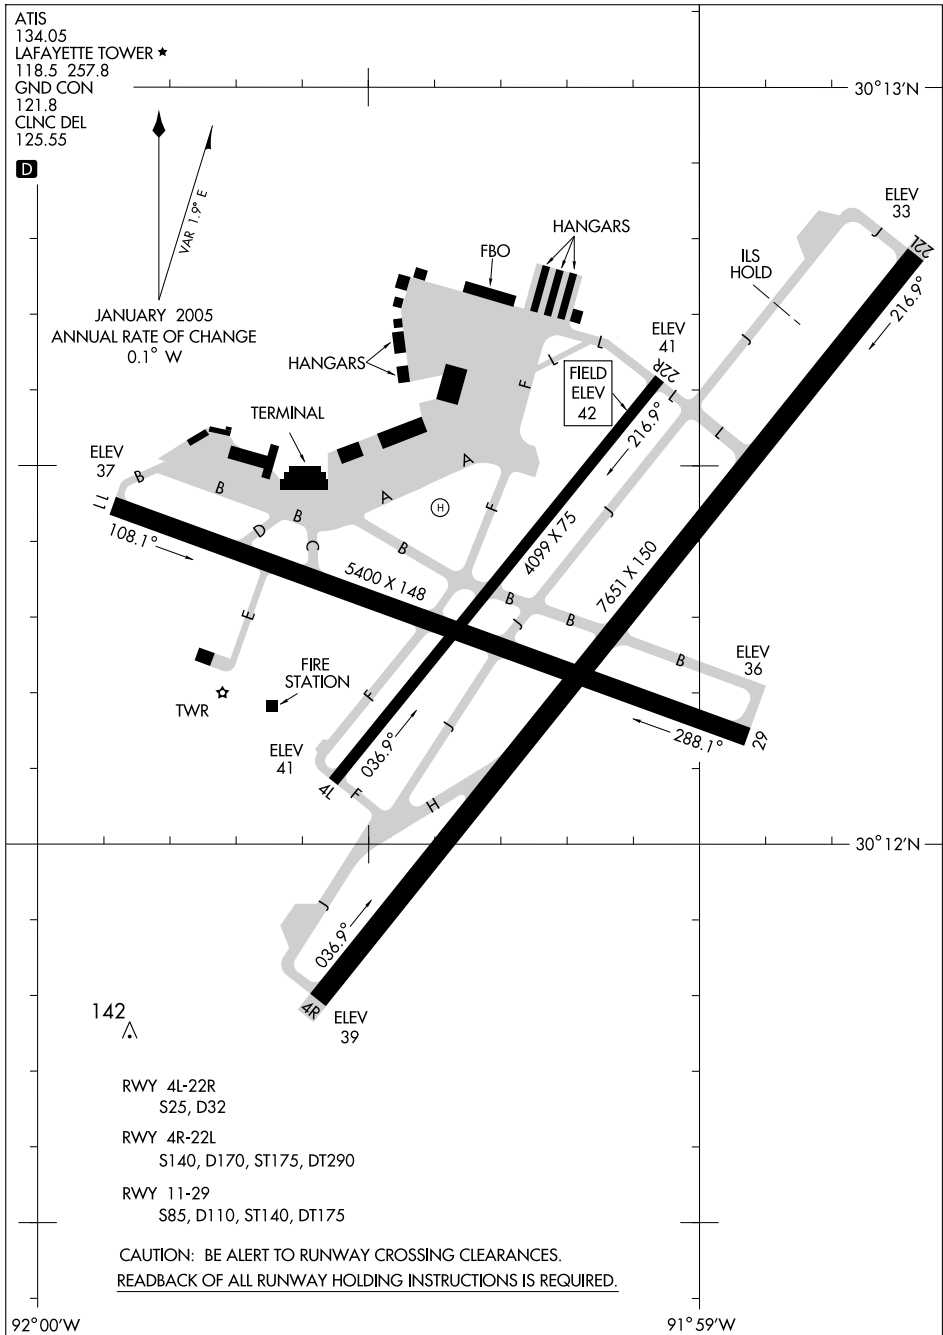 ATIS
134.05
LAFAYETTE TOWER ★
118.5 257.8
GND CON
121.8
CLNC DEL
125.55
D
30°13'N
VAR 1.9° E
JANUARY 2005
ANNUAL RATE OF CHANGE
0.1° W
ELEV
33
22L
216.9°
J
ILS
HOLD
J
HANGARS
FBO
HANGARS
ELEV
41
22R
FIELD
ELEV
42
216.9°
L
L
L
L
F
TERMINAL
ELEV
37
11
108.1°
B
B
B
A
A
H
F
D
C
B
E
5400 X 148
4099 X 75
7651 X 150
J
B
B
B
J
ELEV
36
29
288.1°
TWR
FIRE
STATION
F
J
ELEV
41
4L
036.9°
F
H
30°12'N
J
036.9°
4R
ELEV
39
142
RWY 4L-22R
S25, D32
RWY 4R-22L
S140, D170, ST175, DT290
RWY 11-29
S85, D110, ST140, DT175
CAUTION: BE ALERT TO RUNWAY CROSSING CLEARANCES.
READBACK OF ALL RUNWAY HOLDING INSTRUCTIONS IS REQUIRED.
92°00'W
91°59'W